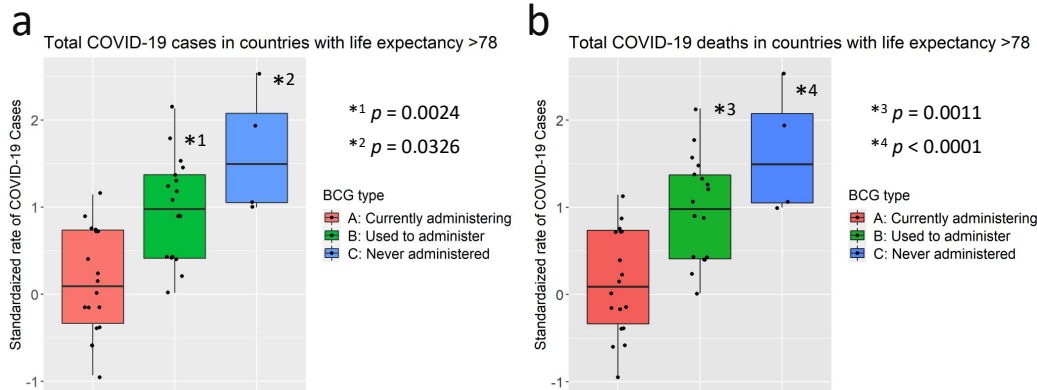 a
Total COVID-19 cases in countries with life expectancy >78
Standardaized rate of COVID-19 Cases
2
1
0
-1
*1
*2
*1 p = 0.0024
*2 p = 0.0326
BCG type
A: Currently administering
B: Used to administer
C: Never administered
b
Total COVID-19 deaths in countries with life expectancy >78
Standardaized rate of COVID-19 Cases
2
1
0
-1
*3
*4
*3 p = 0.0011
*4 p < 0.0001
BCG type
A: Currently administering
B: Used to administer
C: Never administered